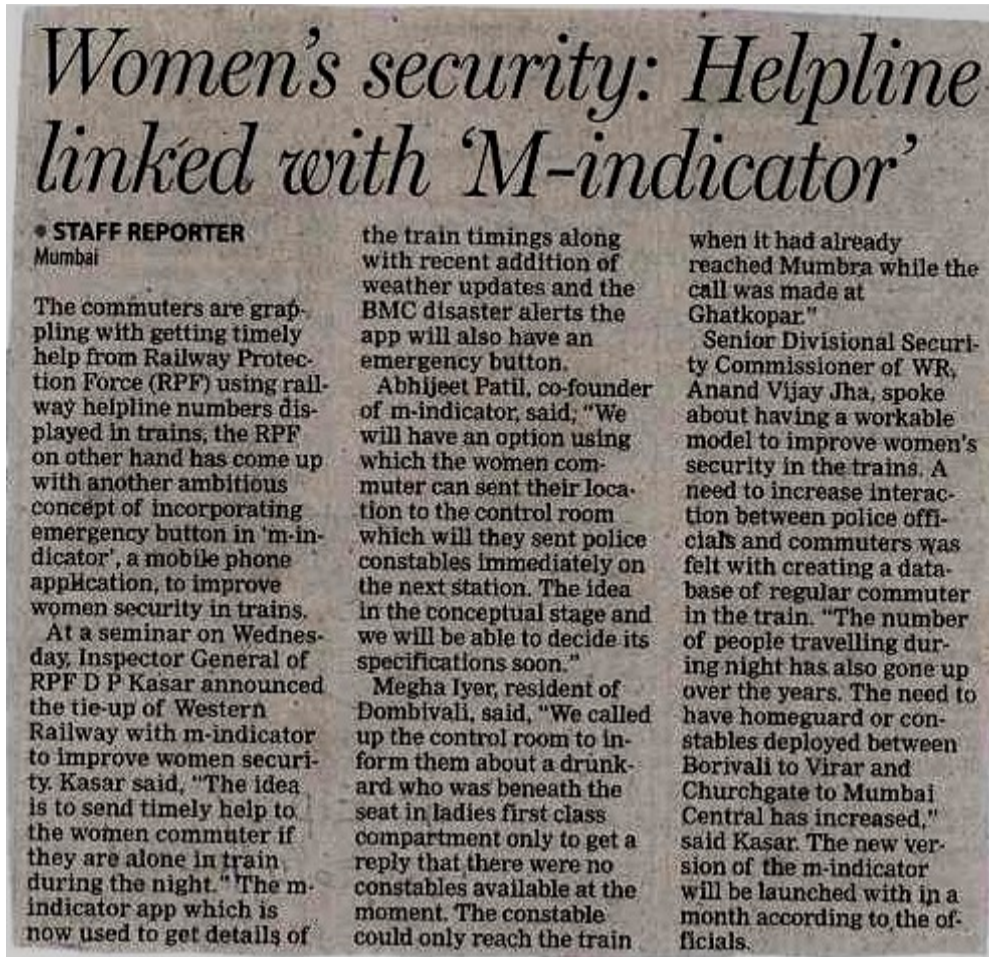 Women's security: Helpline
linked with 'M-indicator'
• STAFF REPORTER
Mumbai
The commuters are grap-
pling with getting timely
help from Railway Protec-
tion Force (RPF) using rail-
way helpline numbers dis-
played in trains, the RPF
on other hand has come up
with another ambitious
concept of incorporating
emergency button in 'm-in-
dicator', a mobile phone
application, to improve
women security in trains.
At a seminar on Wednes-
day, Inspector General of
RPF D P Kasar announced
the tie-up of Western
Railway with m-indicator
to improve women securi-
ty. Kasar said, "The idea
is to send timely help to
the women commuter if
they are alone in train
during the night." The m-
indicator app which is
now used to get details of
the train timings along
with recent addition of
weather updates and the
BMC disaster alerts the
app will also have an
emergency button.
Abhijeet Patil, co-founder
of m-indicator, said, "We
will have an option using
which the women com-
muter can sent their loca-
tion to the control room
which will they sent police
constables immediately on
the next station. The idea
in the conceptual stage and
we will be able to decide its
specifications soon."
Megha Iyer, resident of
Dombivali, said, "We called
up the control room to in-
form them about a drunk-
ard who was beneath the
seat in ladies first class
compartment only to get a
reply that there were no
constables available at the
moment. The constable
could only reach the train
when it had already
reached Mumbra while the
call was made at
Ghatkopar."
Senior Divisional Securi-
ty Commissioner of WR,
Anand Vijay Jha, spoke
about having a workable
model to improve women's
security in the trains. A
need to increase interac-
tion between police offi-
cials and commuters was
felt with creating a data-
base of regular commuter
in the train. "The number
of people travelling dur-
ing night has also gone up
over the years. The need to
have homeguard or con-
stables deployed between
Borivali to Virar and
Churchgate to Mumbai
Central has increased,"
said Kasar. The new ver-
sion of the m-indicator
will be launched with in a
month according to the of-
ficials.